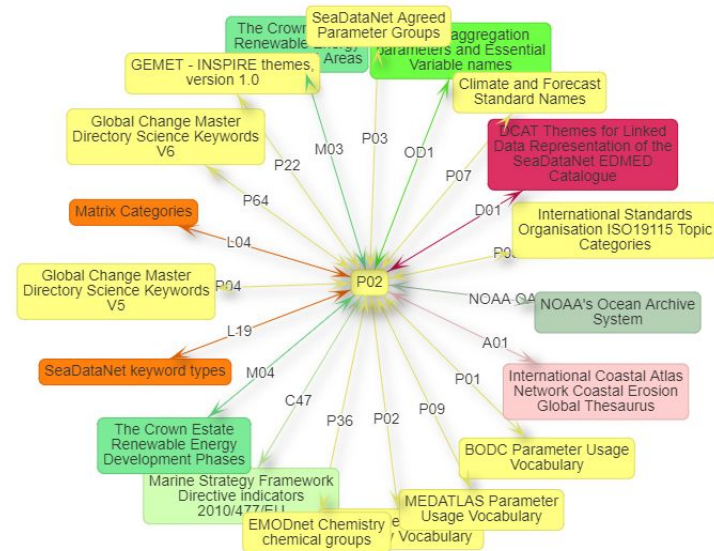 SeaDataNet Agreed
Parameter Groups
The Crown
Renewable Energy
Areas
aggregation
parameters and Essential
Variable names
GEMET - INSPIRE themes,
version 1.0
Climate and Forecast
Standard Names
Global Change Master
Directory Science Keywords
V6
DCAT Themes for Linked
Data Representation of the
SeaDataNet EDMED
Catalogue
M03
P03
OD1
P22
P07
P64
Matrix Categories
L04
D01
International Standards
Organisation ISO19115 Topic
Categories
Global Change Master
Directory Science Keywords
V5
P04
P02
NOAA
NOAA's Ocean Archive
System
L19
A01
SeaDataNet keyword types
M04
C47
P36
P02
P09
P01
International Coastal Atlas
Network Coastal Erosion
Global Thesaurus
The Crown Estate
Renewable Energy
Development Phases
BODC Parameter Usage
Vocabulary
Marine Strategy Framework
Directive indicators
2010/477/EU
MEDATLAS Parameter
Usage Vocabulary
EMODnet Chemistry
chemical groups
Vocabulary